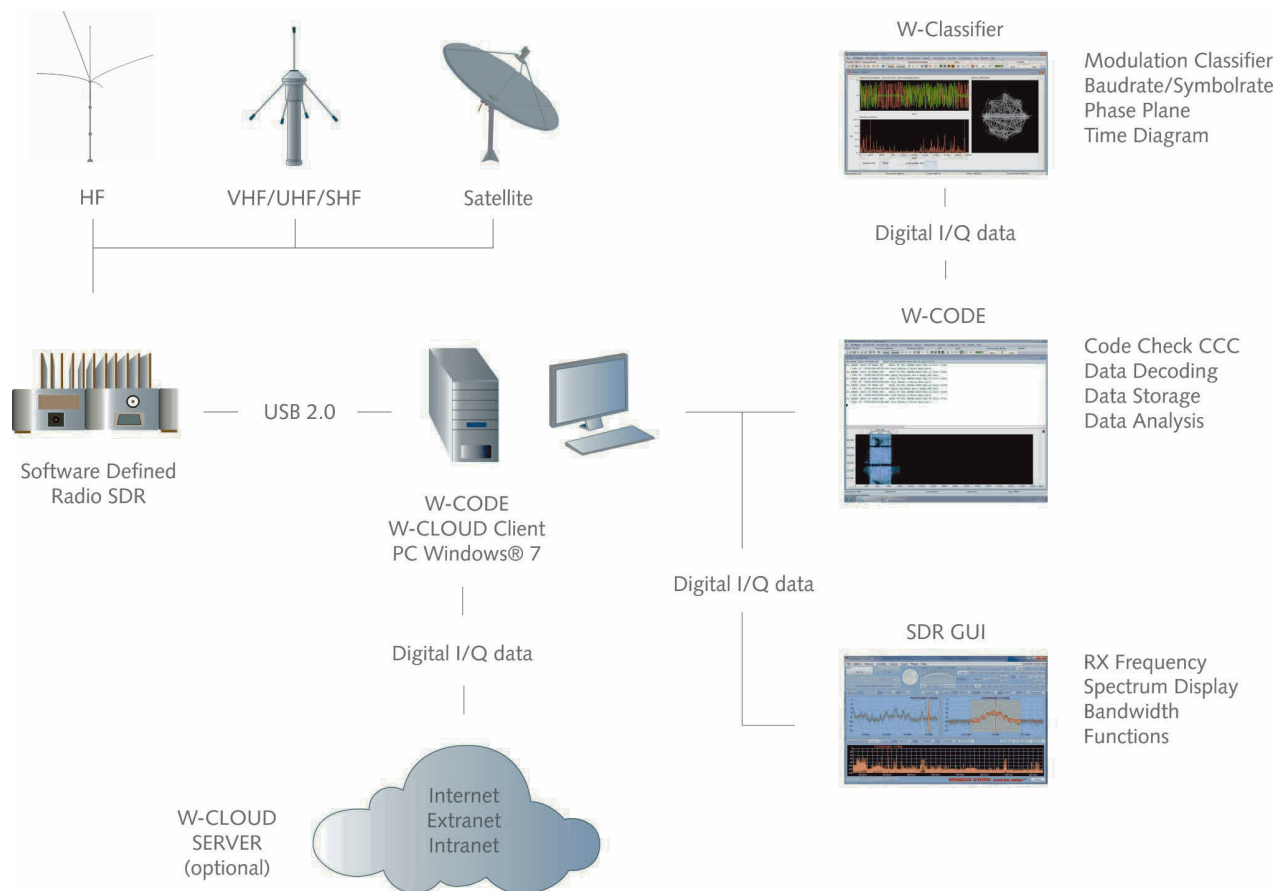 W-Classifier
Modulation Classifier
Baudrate/Symbolrate
Phase Plane
Time Diagram
HF
VHF/UHF/SHF
Satellite
Digital I/Q data
W-CODE
Code Check CCC
Data Decoding
Data Storage
Data Analysis
USB 2.0
Software Defined
Radio SDR
W-CODE
W-CLOUD Client
PC Windows® 7
Digital I/Q data
Digital I/Q data
SDR GUI
RX Frequency
Spectrum Display
Bandwidth
Functions
W-CLOUD
SERVER
(optional)
Internet
Extranet
Intranet